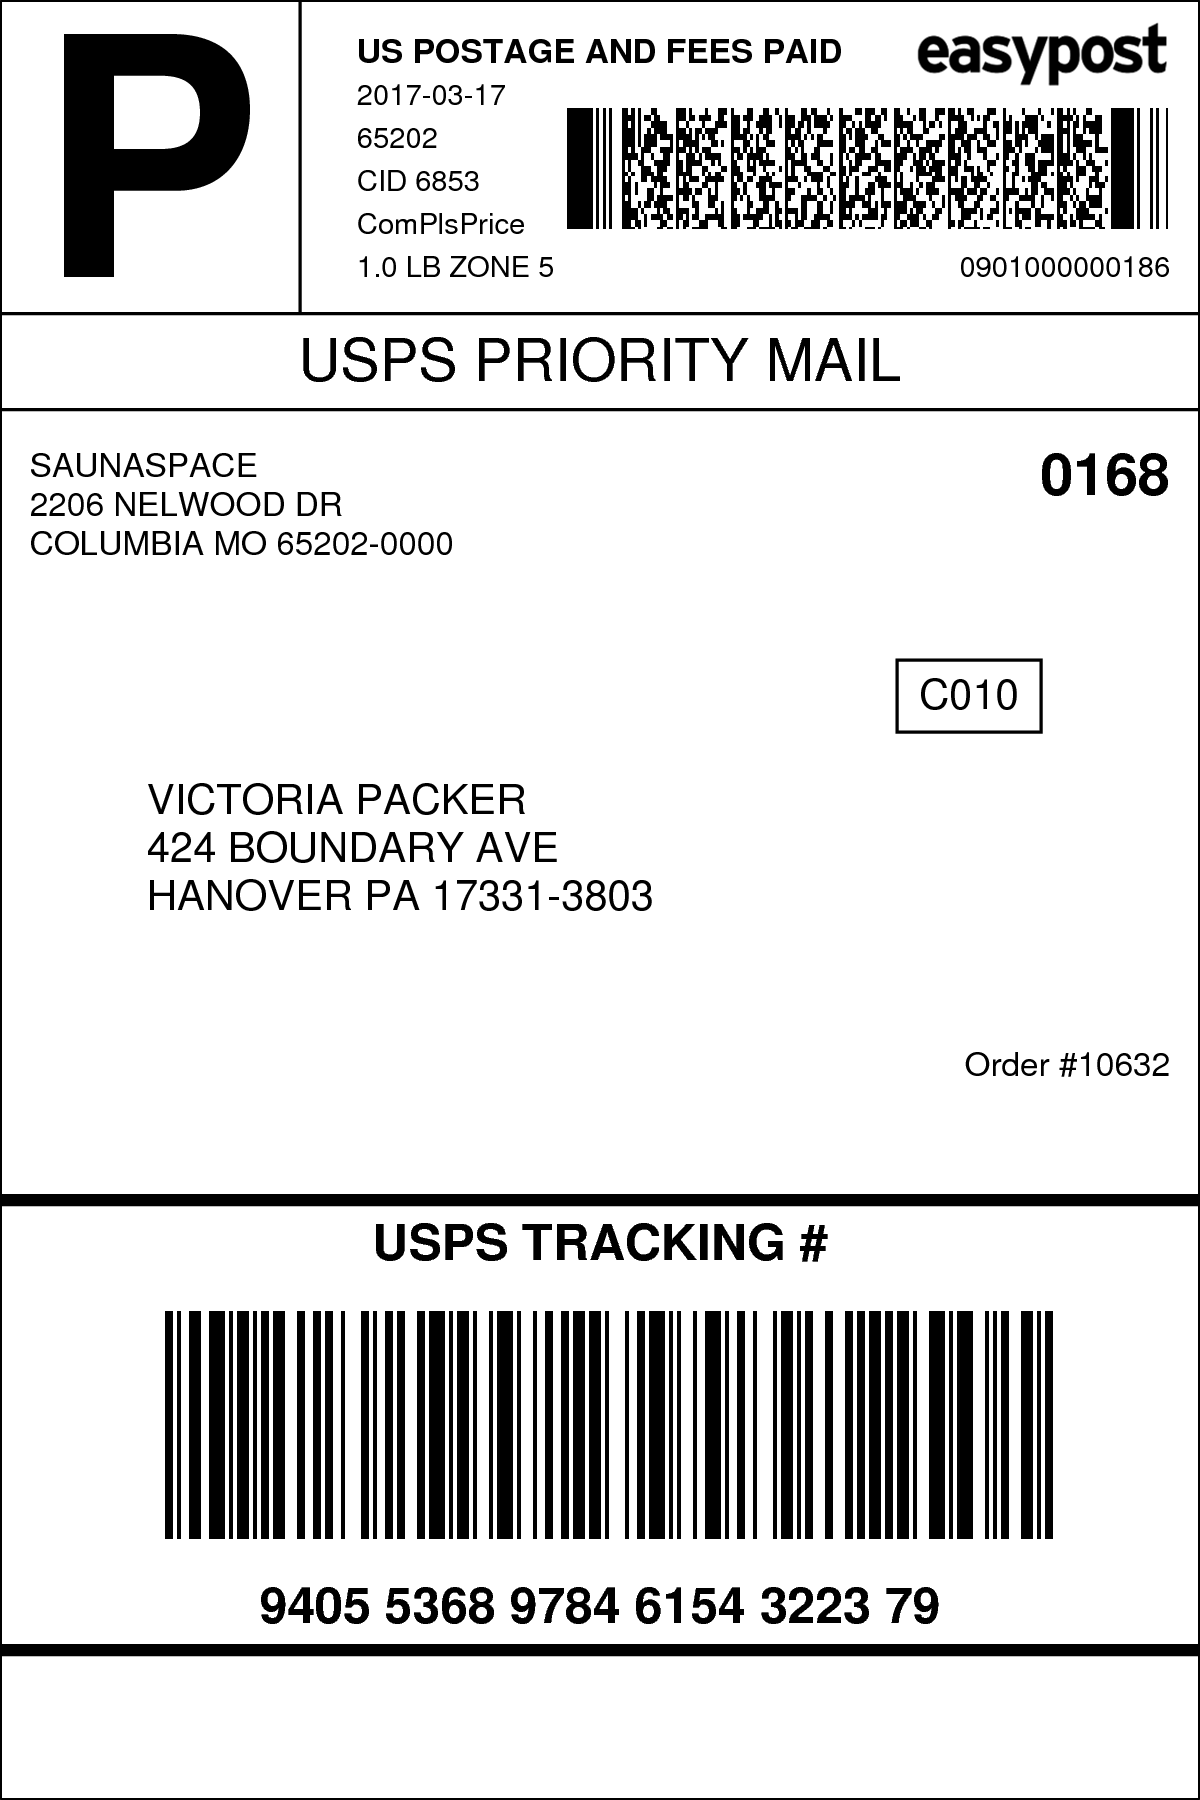 P
US POSTAGE AND FEES PAID
easypost
2017-03-17
65202
CID 6853
ComPlsPrice
1.0 LB ZONE 5
0901000000186
USPS PRIORITY MAIL
SAUNASPACE
2206 NELWOOD DR
COLUMBIA MO 65202-0000
0168
C010
VICTORIA PACKER
424 BOUNDARY AVE
HANOVER PA 17331-3803
Order #10632
USPS TRACKING #
9405 5368 9784 6154 3223 79